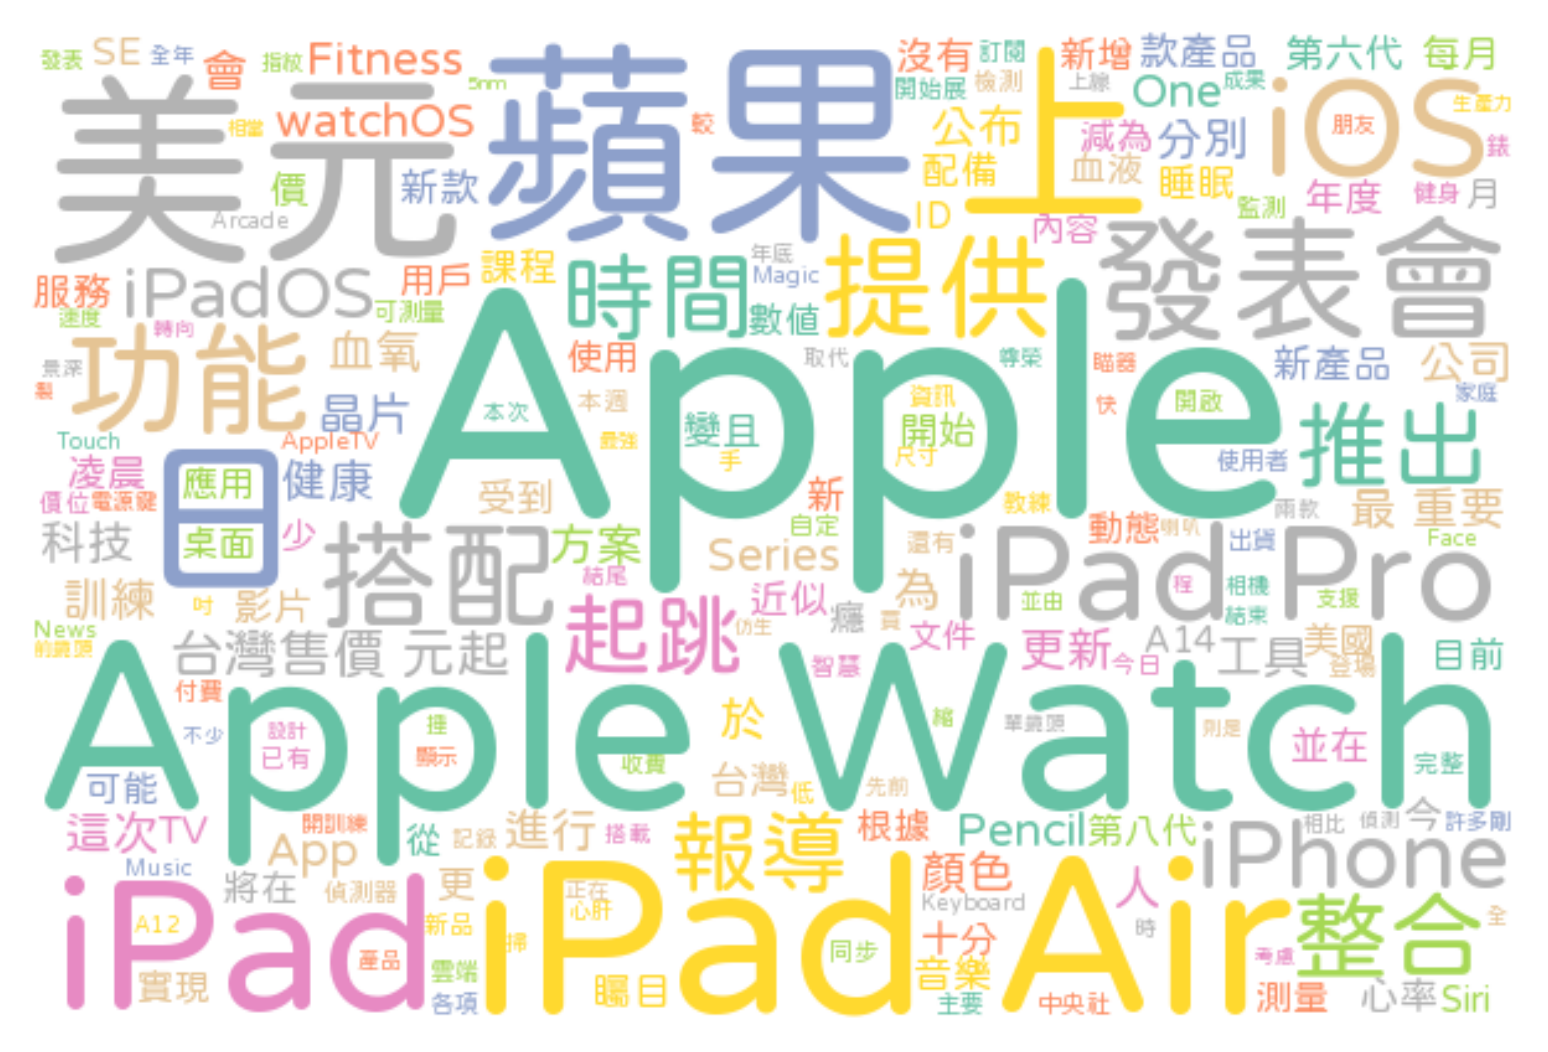 發表 SE 全年 會 指紋 Fitness 沒有 訂閱 新增 款產品 第六代 每月
5nm 開始展 檢測 上線 One 成果 生產力
美元 蘋果 上 iOS
相當 watchOS 較 公布 減為 分別 朋友 錶
價 新款 配備 血液 睡眠 年度 健身 月
Arcade ID 內容 監測
服務 iPadOS 用戶 課程 時間 年底 Magic 提供 發表會
速度 轉向 可測量 數值
功能 血氧 使用 取代 尊榮 瞄器 新產品 公司
景深 製 晶片 Apple 本次 本週 資訊 快 開啟 家庭
Touch AppleTV 最強 變且 手 開始 尺寸 使用者 推出
凌晨 日 應用 健康 受到 新 教練 兩款 最 重要
價位 電源鍵 自定 動態 喇叭
科技 桌面 少 搭配 方案 Series 還有 iPad Pro 出貨 Face
訓練 吋 影片 結尾 起跳 近似 為 並由 程 相機 支援
News 仿生 癮 買 文件 更新 A14 結束 美國
前鏡頭 台灣售價 元起 智慧 今日 工具 登場 目前
付費 Apple Watch
不少 設計 捶 於 縮 單鏡頭 則是 並在
已有 顯示 收費 完整
可能 台灣 低 先前
這次 TV 開訓練 從 記錄 進行 搭載 報導 根據 Pencil 第八代 相比 偵測 今 許多剛
Music App iPhone
將在 偵測器 更 正在 顏色 人
iPad iPad Air 整合
A12 新品 心肝 Keyboard 時 全
掃 十分
產品 雲端 同步 音樂 考慮
實現 各項 矚目 主要 中央社 測量 心率 Siri